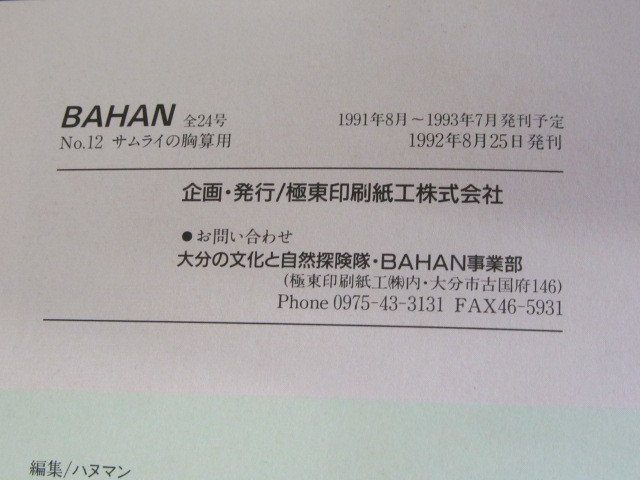 BAHAN 全24号 1991年8月～1993年7月発刊予定
No.12 サムライの胸算用 1992年8月25日発刊
企画・発行/極東印刷紙工株式会社
●お問い合わせ
大分の文化と自然探険隊・BAHAN事業部
(極東印刷紙工㈱内・大分市古国府146)
Phone 0975-43-3131 FAX46-5931
編集/ハヌマン